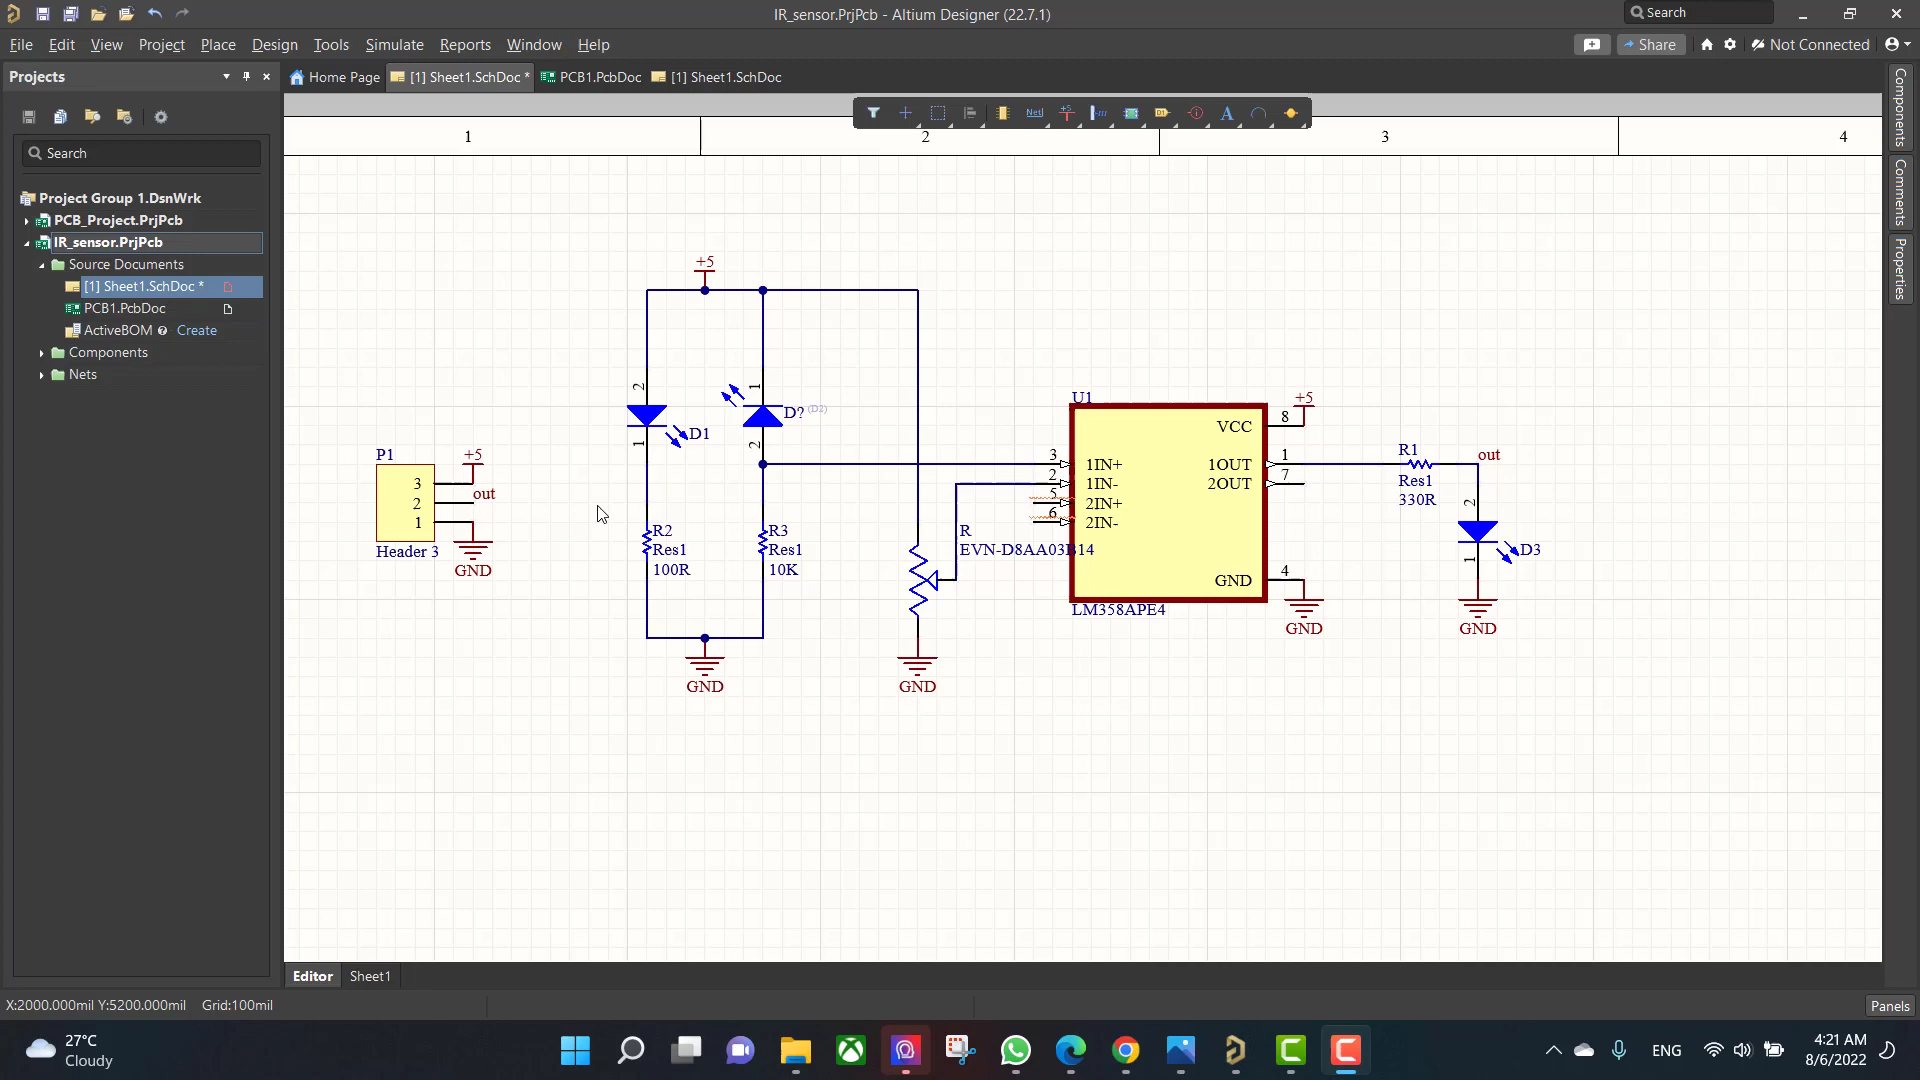 IR_sensor.PrjPcb - Altium Designer (22.7.1)
Search
File Edit View Project Place Design Tools Simulate Reports Window Help
Share
Not Connected
Projects
Home Page
[1] Sheet1.SchDoc *
PCB1.PcbDoc
[1] Sheet1.SchDoc
Search
Project Group 1.DsnWrk
PCB_Project.PrjPcb
IR_sensor.PrjPcb
Source Documents
[1] Sheet1.SchDoc *
PCB1.PcbDoc
ActiveBOM Create
Components
Nets
Net
1 2 3 4
Components
Comments
Properties
+5
2
1
D1
1
2
D? (D2)
P1
3
2
1
+5
out
Header 3
GND
R2
Res1
100R
R3
Res1
10K
GND
R
EVN-D8AA03B14
GND
U1
3 1IN+
2 1IN-
5 2IN+
6 2IN-
VCC 8
1OUT 1
2OUT 7
GND 4
LM358APE4
+5
GND
R1
Res1
330R
out
2
1
D3
GND
Editor Sheet1
X:2000.000mil Y:5200.000mil Grid:100mil
Panels
27°C
Cloudy
ENG
4:21 AM
8/6/2022